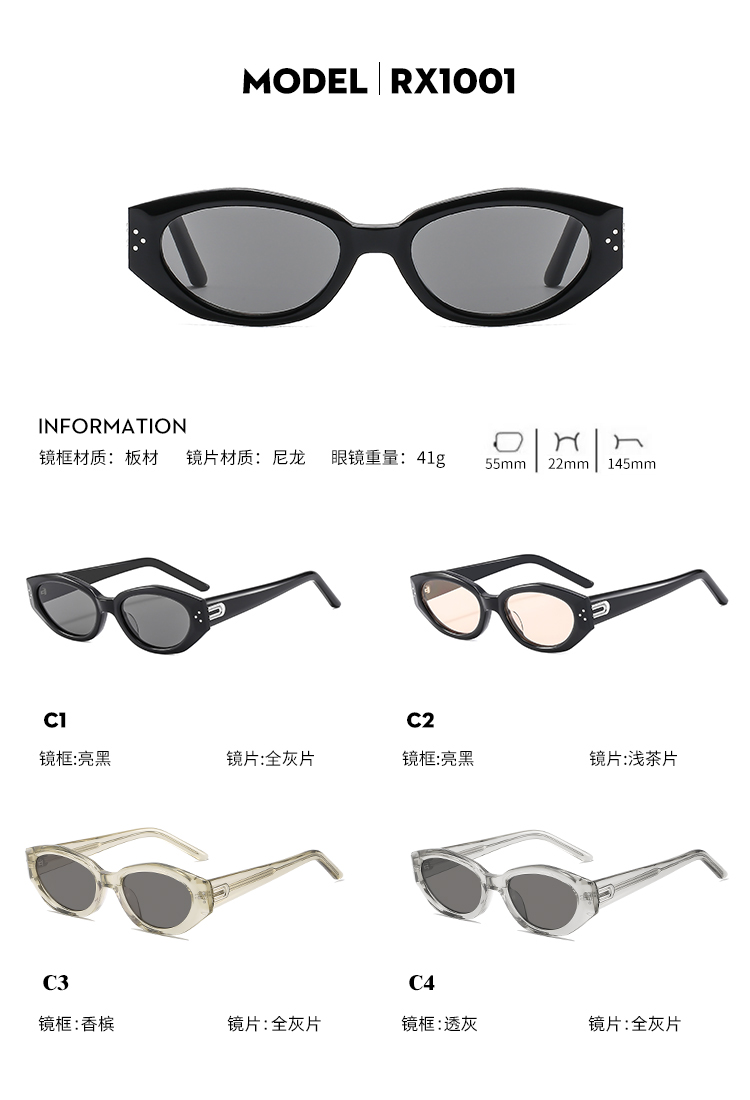 MODEL | RX1001
INFORMATION
镜框材质：板材 镜片材质：尼龙 眼镜重量：41g
55mm 22mm 145mm
C1
镜框:亮黑 镜片:全灰片
C2
镜框:亮黑 镜片:浅茶片
C3
镜框:香槟 镜片:全灰片
C4
镜框:透灰 镜片:全灰片